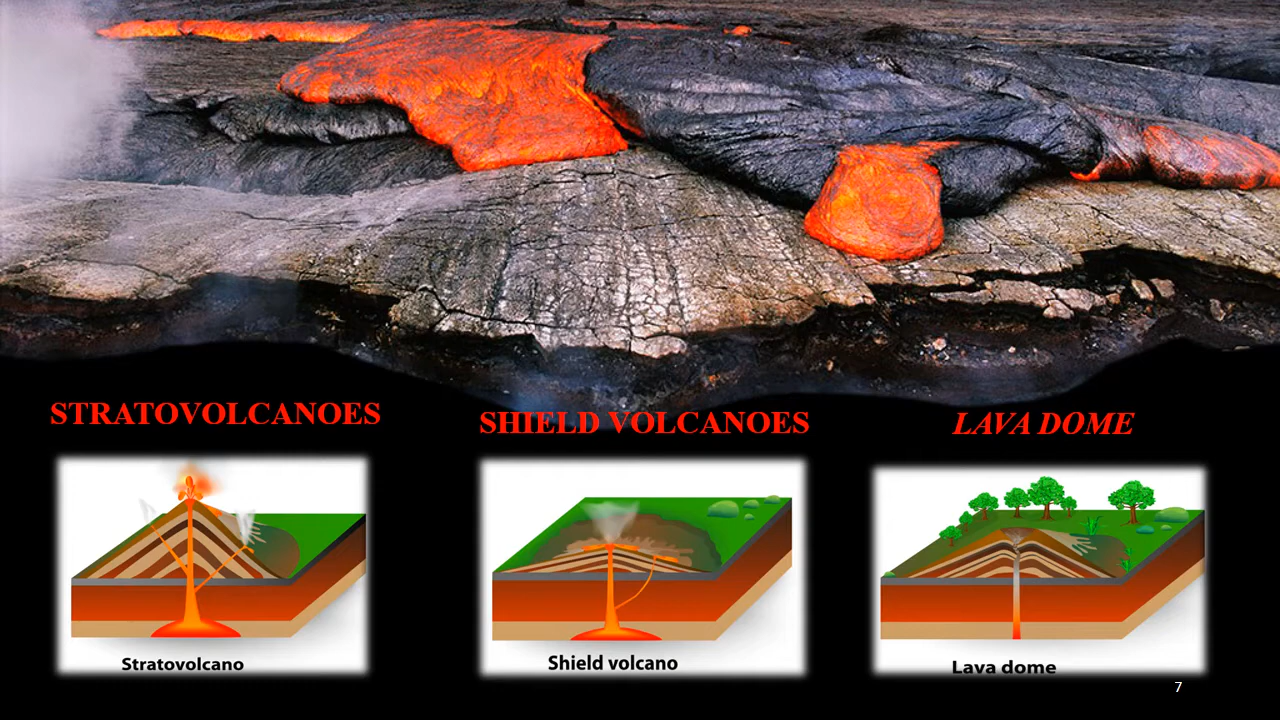 STRATOVOLCANOES
SHIELD VOLCANOES
LAVA DOME
Stratovolcano
Shield volcano
Lava dome
7